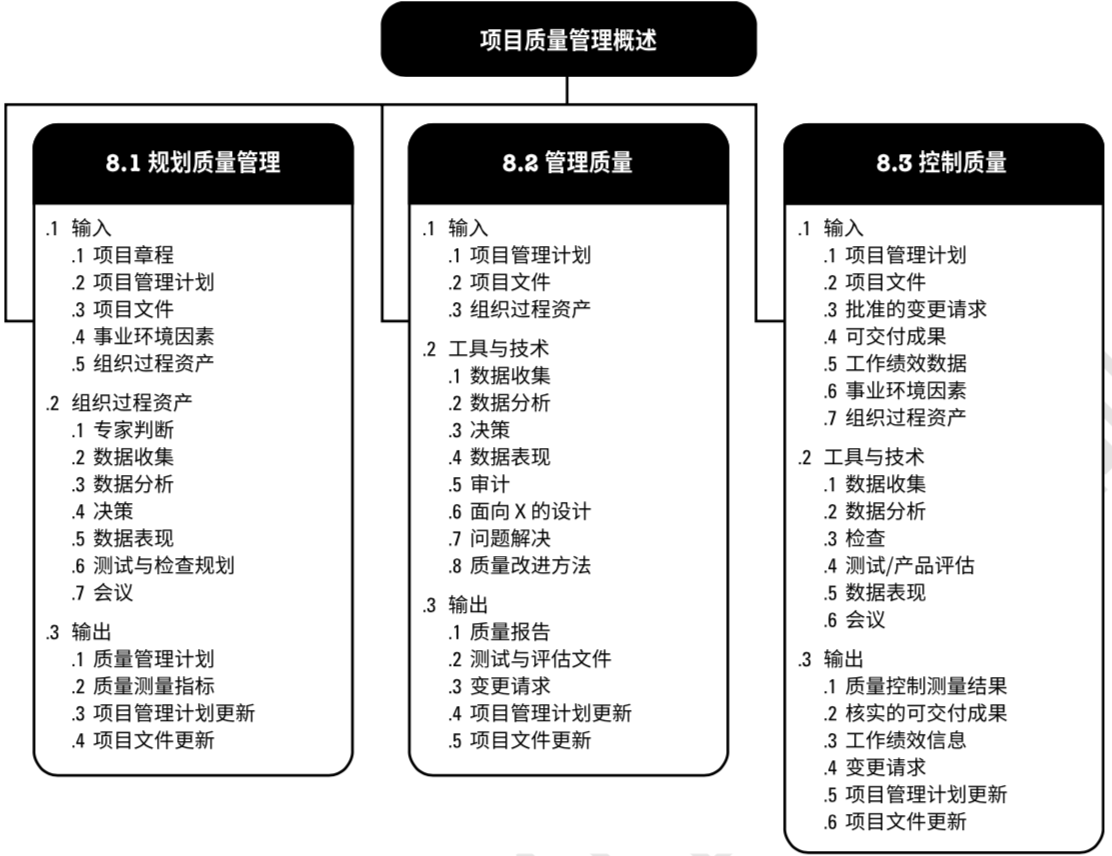 项目质量管理概述
8.1 规划质量管理
.1 输入
.1 项目章程
.2 项目管理计划
.3 项目文件
.4 事业环境因素
.5 组织过程资产
.2 组织过程资产
.1 专家判断
.2 数据收集
.3 数据分析
.4 决策
.5 数据表现
.6 测试与检查规划
.7 会议
.3 输出
.1 质量管理计划
.2 质量测量指标
.3 项目管理计划更新
.4 项目文件更新
8.2 管理质量
.1 输入
.1 项目管理计划
.2 项目文件
.3 组织过程资产
.2 工具与技术
.1 数据收集
.2 数据分析
.3 决策
.4 数据表现
.5 审计
.6 面向 X 的设计
.7 问题解决
.8 质量改进方法
.3 输出
.1 质量报告
.2 测试与评估文件
.3 变更请求
.4 项目管理计划更新
.5 项目文件更新
8.3 控制质量
.1 输入
.1 项目管理计划
.2 项目文件
.3 批准的变更请求
.4 可交付成果
.5 工作绩效数据
.6 事业环境因素
.7 组织过程资产
.2 工具与技术
.1 数据收集
.2 数据分析
.3 检查
.4 测试/产品评估
.5 数据表现
.6 会议
.3 输出
.1 质量控制测量结果
.2 核实的可交付成果
.3 工作绩效信息
.4 变更请求
.5 项目管理计划更新
.6 项目文件更新